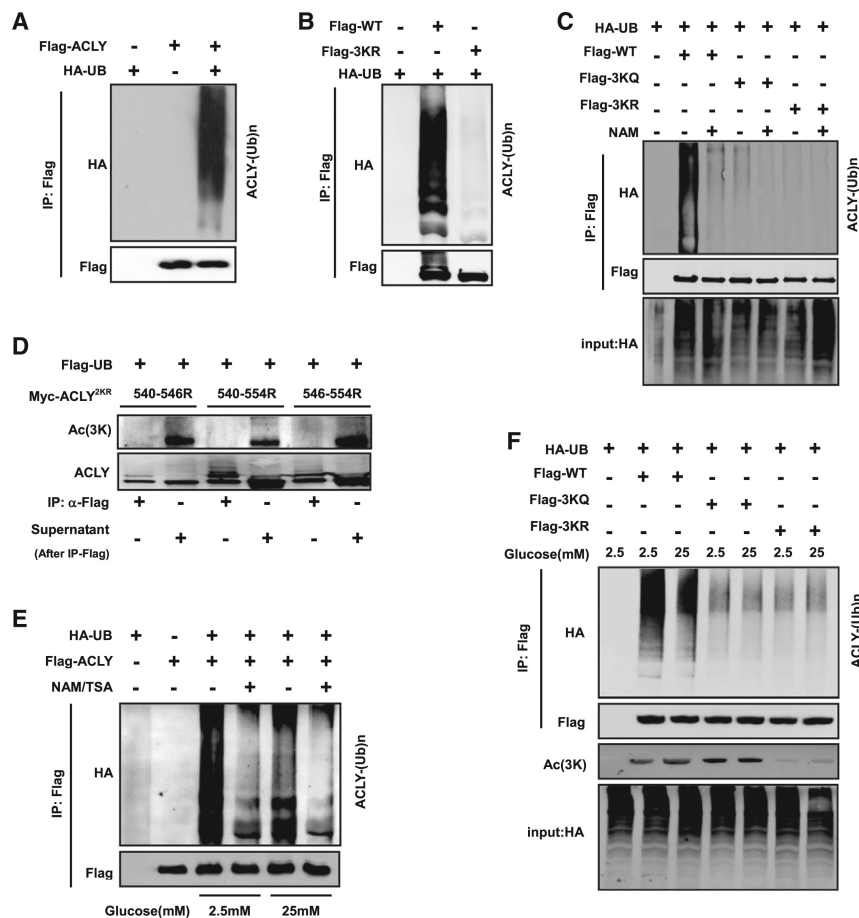 A
Flag-ACLY - + +
HA-UB + - +
IP: Flag
HA
Flag
ACLY-(Ub)n
B
Flag-WT - + -
Flag-3KR - - +
HA-UB + + +
IP: Flag
HA
Flag
ACLY-(Ub)n
C
HA-UB + + + + + + +
Flag-WT - + + - - - -
Flag-3KQ - - - + + - -
Flag-3KR - - - - - + +
NAM - - + - + - +
IP: Flag
HA
Flag
input:HA
ACLY-(Ub)n
D
Flag-UB + + + + + +
Myc-ACLY2KR 540-546R 540-554R 546-554R
Ac(3K)
ACLY
IP: α-Flag + - + - + -
Supernatant - + - + - +
(After IP-Flag)
E
HA-UB + - + + + +
Flag-ACLY - + + + + +
NAM/TSA - - - + - +
IP: Flag
HA
Flag
ACLY-(Ub)n
Glucose(mM) 2.5mM 25mM
F
HA-UB + + + + + + +
Flag-WT - + + - - - -
Flag-3KQ - - - + + - -
Flag-3KR - - - - - + +
Glucose(mM) 2.5 2.5 25 2.5 25 2.5 25
IP: Flag
HA
Flag
Ac(3K)
input:HA
ACLY-(Ub)n